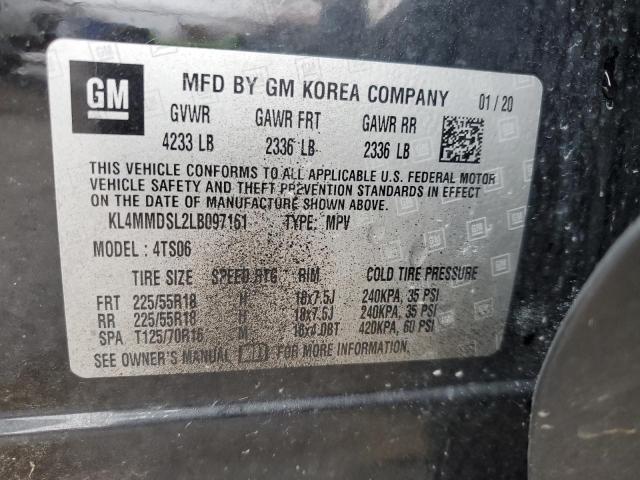 GM MFD BY GM KOREA COMPANY 01/20
GVWR GAWR FRT GAWR RR
4233 LB 2336 LB 2336 LB
THIS VEHICLE CONFORMS TO ALL APPLICABLE U.S. FEDERAL MOTOR
VEHICLE SAFETY AND THEFT PREVENTION STANDARDS IN EFFECT
ON THE DATE OF MANUFACTURE SHOWN ABOVE.
KL4MMDSL2LB097161 TYPE: MPV
MODEL: 4TS06
TIRE SIZE SPEED RTG RIM COLD TIRE PRESSURE
FRT 225/55R18 H 18x7.5J 240KPA, 35 PSI
RR 225/55R18 H 18x7.5J 240KPA, 35 PSI
SPA T125/70R16 M 16x4.0BT 420KPA, 60 PSI
SEE OWNER'S MANUAL FOR MORE INFORMATION.